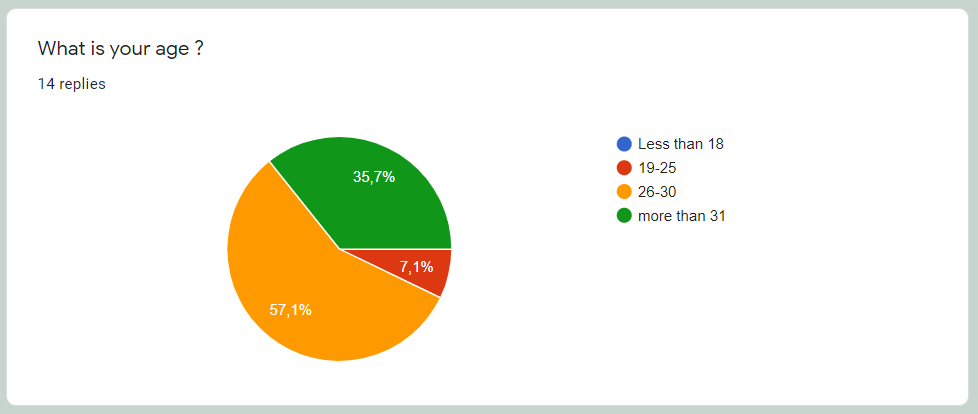 What is your age ?
14 replies
35,7%
7,1%
57,1%
Less than 18
19-25
26-30
more than 31